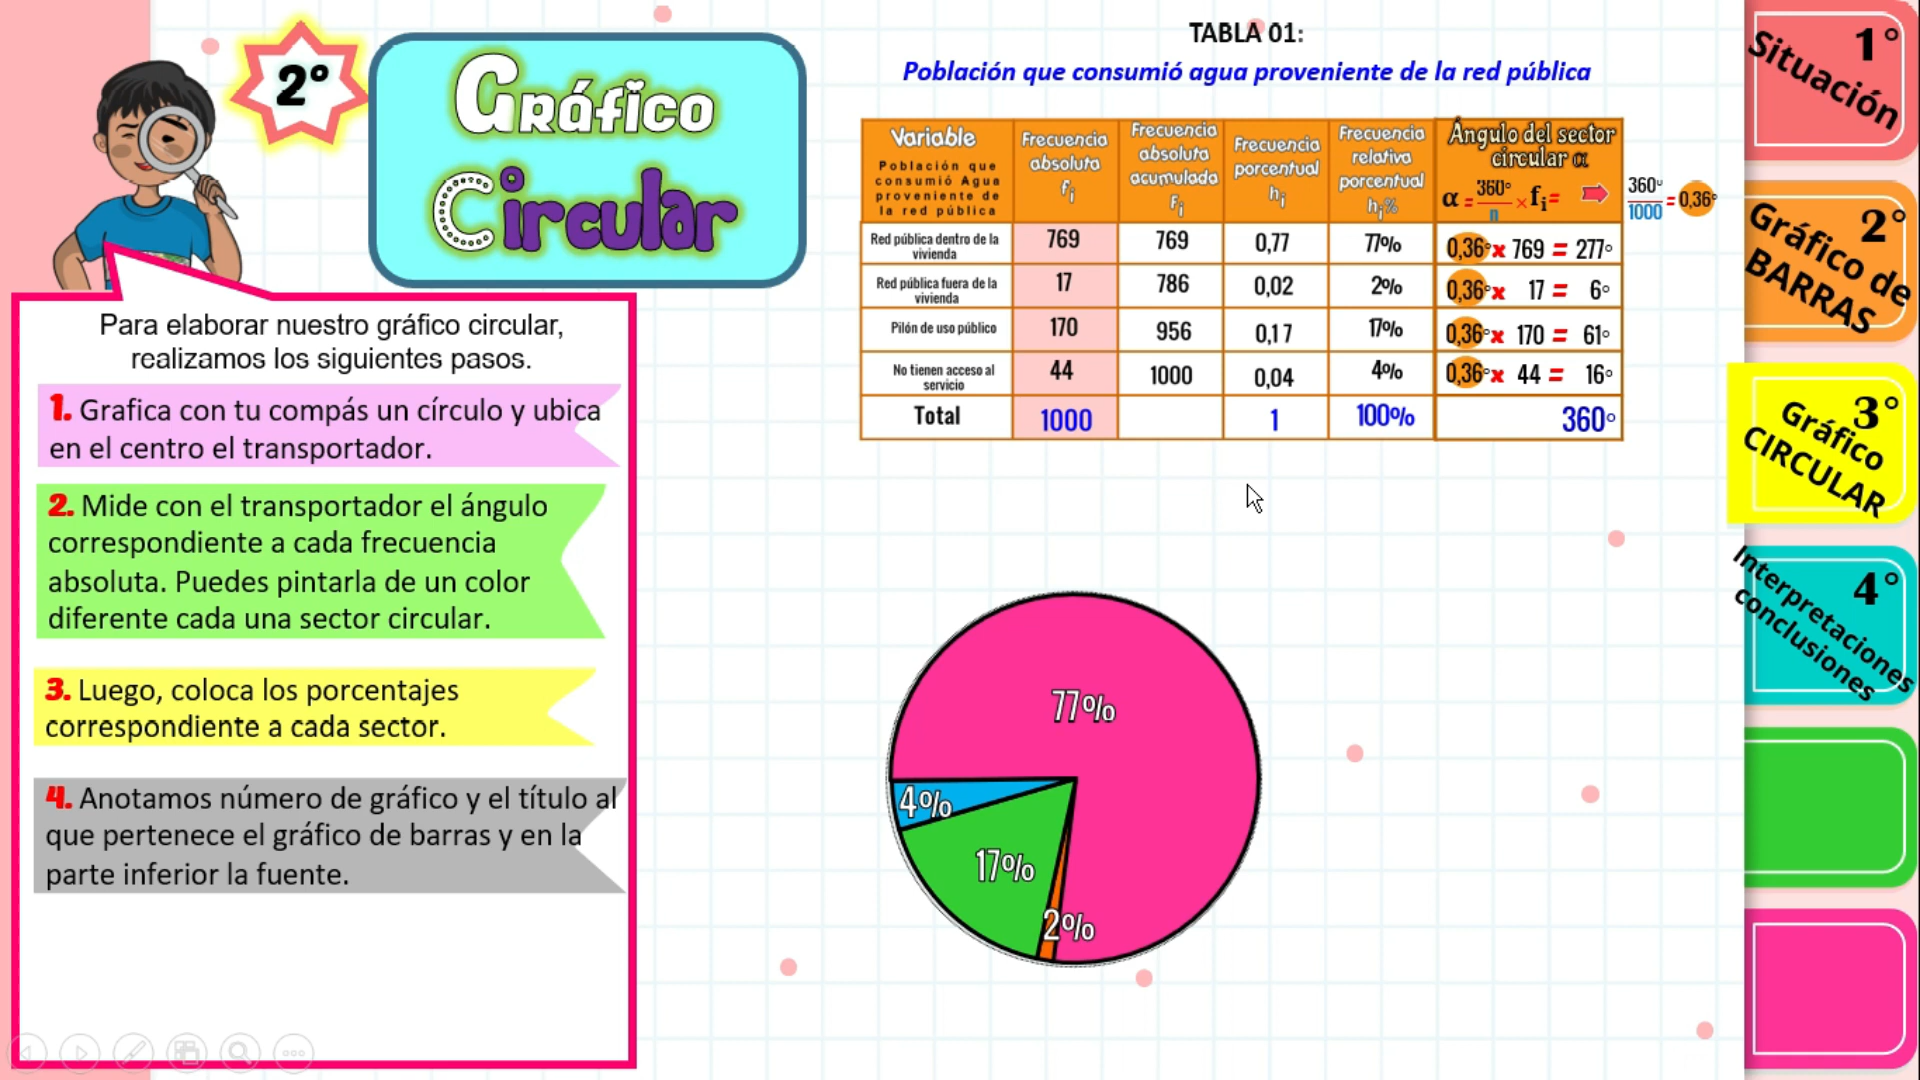 2°
Gráfico
Circular
Para elaborar nuestro gráfico circular,
realizamos los siguientes pasos.
1. Grafica con tu compás un círculo y ubica
en el centro el transportador.
2. Mide con el transportador el ángulo
correspondiente a cada frecuencia
absoluta. Puedes pintarla de un color
diferente cada una sector circular.
3. Luego, coloca los porcentajes
correspondiente a cada sector.
4. Anotamos número de gráfico y el título al
que pertenece el gráfico de barras y en la
parte inferior la fuente.
TABLA 01:
Población que consumió agua proveniente de la red pública
Variable
Población que
consumió Agua
proveniente de
la red pública
Frecuencia
absoluta
fi
Frecuencia
absoluta
acumulada
Fi
Frecuencia
porcentual
hi
Frecuencia
relativa
porcentual
hi%
Ángulo del sector
circular α
α = 360°/n × fi=
360°/1000 = 0,36°
Red pública dentro de la
vivienda
769
769
0,77
77%
0,36° x 769 = 277°
Red pública fuera de la
vivienda
17
786
0,02
2%
0,36° x 17 = 6°
Pilón de uso público
170
956
0,17
17%
0,36° x 170 = 61°
No tienen acceso al
servicio
44
1000
0,04
4%
0,36° x 44 = 16°
Total
1000
1
100%
360°
77%
4%
17%
2%
1°
Situación
2°
Gráfico de
BARRAS
3°
Gráfico
CIRCULAR
4°
Interpretaciones
conclusiones